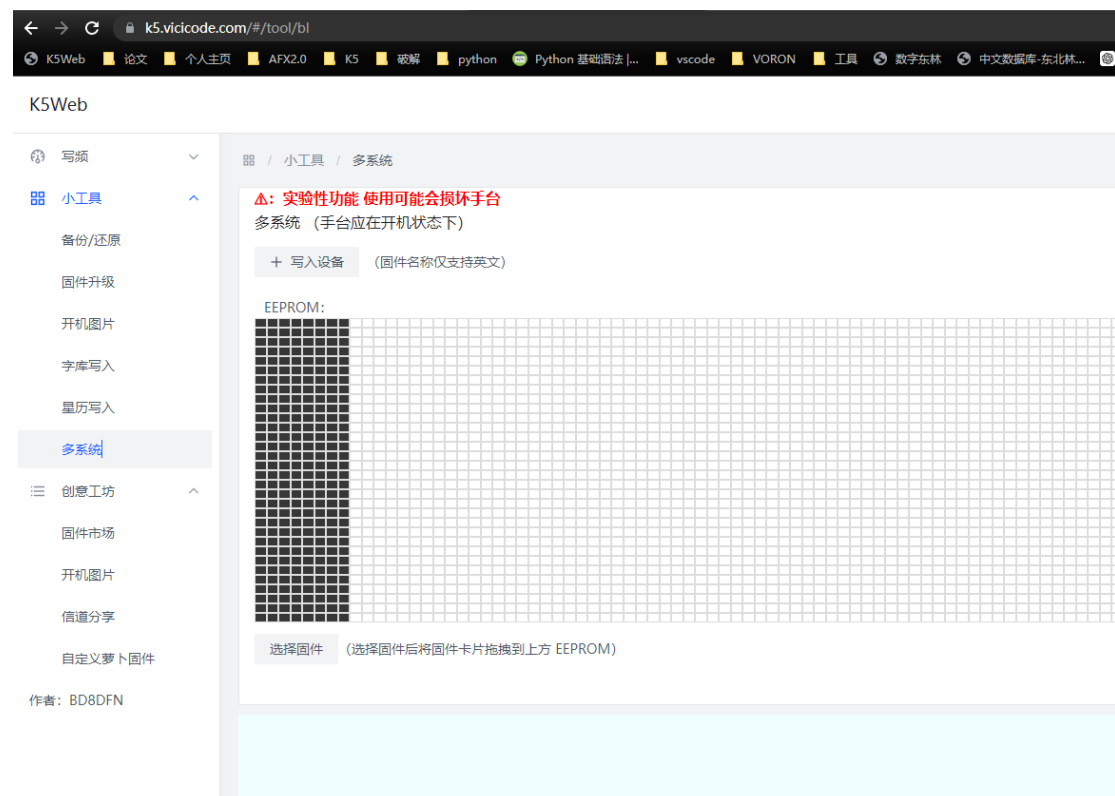 k5.vicicode.com/#/tool/bl
K5Web 论文 个人主页 AFX2.0 K5 破解 python Python 基础语法 |... vscode VORON 工具 数字东林 中文数据库-东北林...
K5Web
写频
小工具
备份/还原
固件升级
开机图片
字库写入
星历写入
多系统
创意工坊
固件市场
开机图片
信道分享
自定义萝卜固件
作者：BD8DFN
/ 小工具 / 多系统
⚠：实验性功能 使用可能会损坏手台
多系统 （手台应在开机状态下）
+ 写入设备 （固件名称仅支持英文）
EEPROM：
选择固件 （选择固件后将固件卡片拖拽到上方 EEPROM）